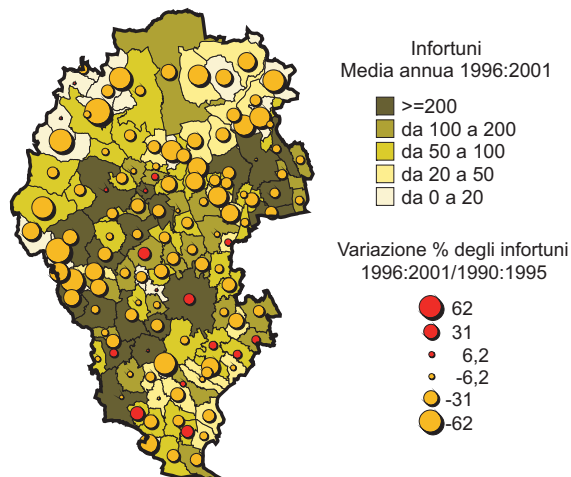 Infortuni
Media annua 1996:2001
>=200
da 100 a 200
da 50 a 100
da 20 a 50
da 0 a 20
Variazione % degli infortuni
1996:2001/1990:1995
62
31
6,2
-6,2
-31
-62